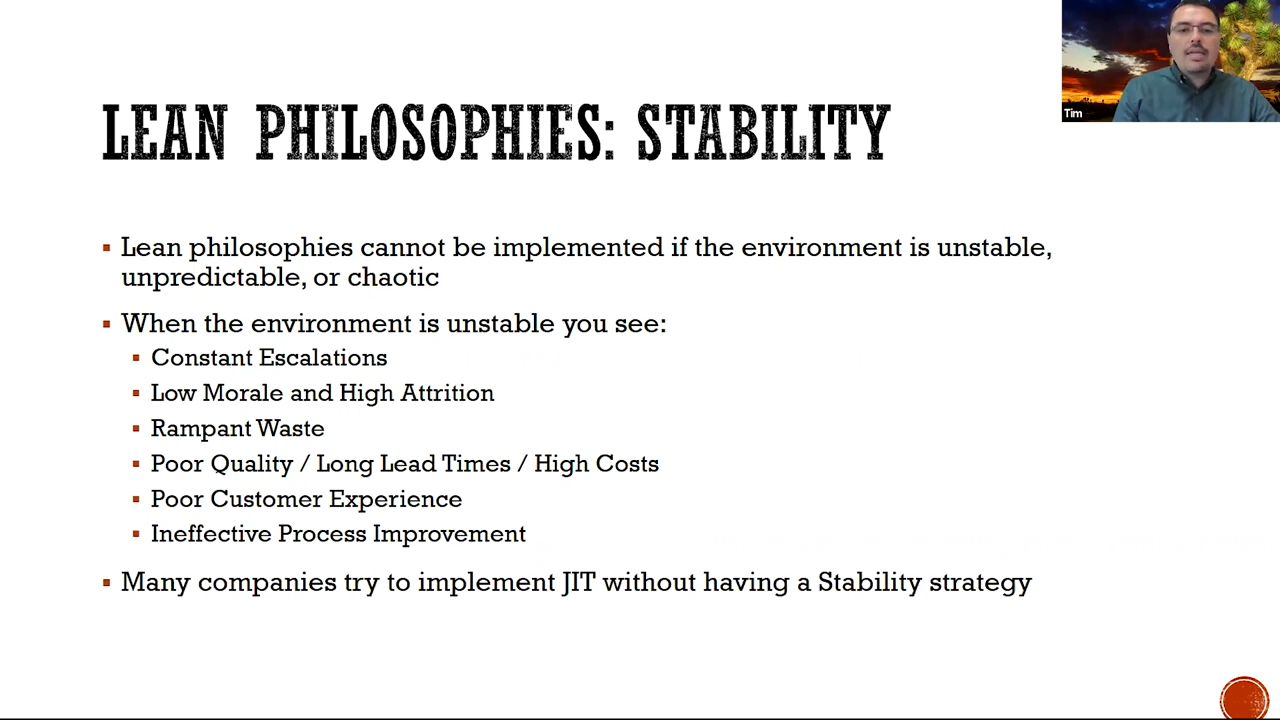 LEAN PHILOSOPHIES: STABILITY
Lean philosophies cannot be implemented if the environment is unstable,
unpredictable, or chaotic
When the environment is unstable you see:
Constant Escalations
Low Morale and High Attrition
Rampant Waste
Poor Quality / Long Lead Times / High Costs
Poor Customer Experience
Ineffective Process Improvement
Many companies try to implement JIT without having a Stability strategy
Tim